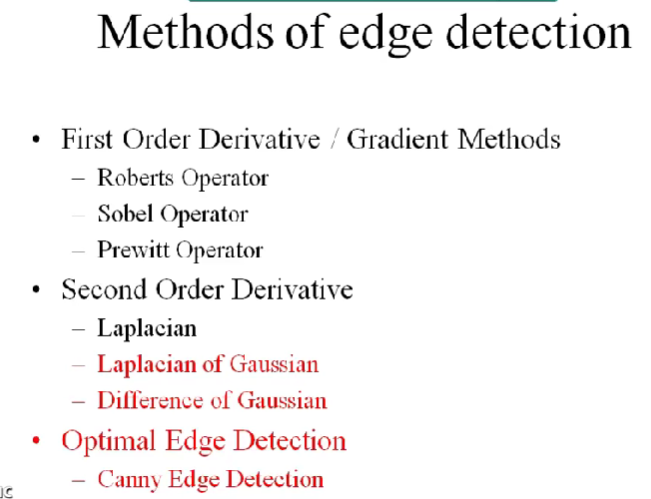 Methods of edge detection
• First Order Derivative / Gradient Methods
– Roberts Operator
– Sobel Operator
– Prewitt Operator
• Second Order Derivative
– Laplacian
– Laplacian of Gaussian
– Difference of Gaussian
• Optimal Edge Detection
– Canny Edge Detection